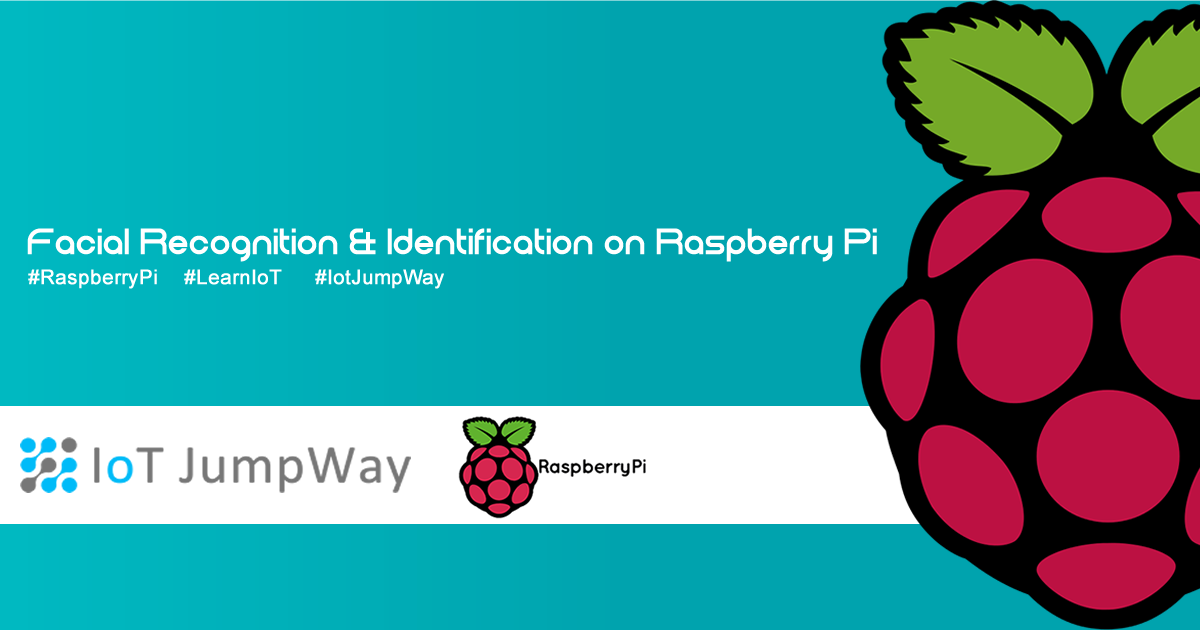 Facial Recognition & Identification on Raspberry Pi
#RaspberryPi #LearnIoT #IotJumpWay
IoT JumpWay
RaspberryPi